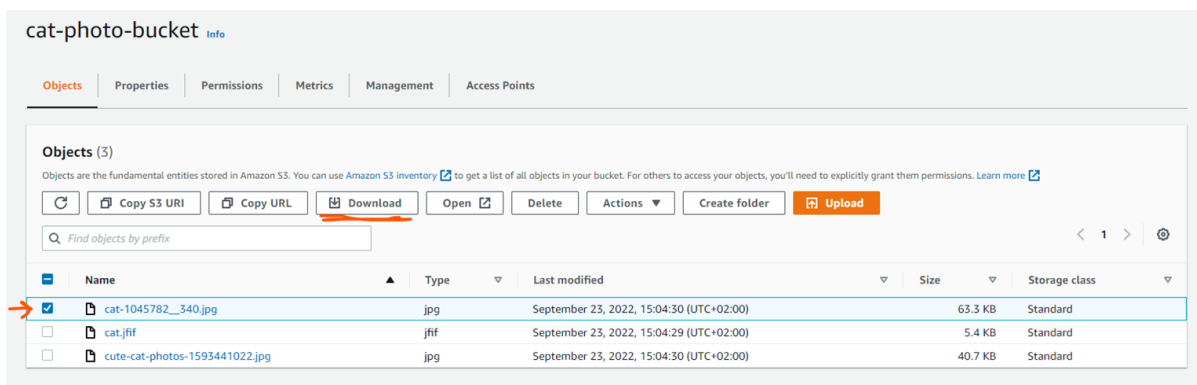 cat-photo-bucket Info
Objects Properties Permissions Metrics Management Access Points
Objects (3)
Objects are the fundamental entities stored in Amazon S3. You can use Amazon S3 inventory to get a list of all objects in your bucket. For others to access your objects, you'll need to explicitly grant them permissions. Learn more
Copy S3 URI Copy URL Download Open Delete Actions Create folder Upload
Find objects by prefix 1
Name Type Last modified Size Storage class
cat-1045782__340.jpg jpg September 23, 2022, 15:04:30 (UTC+02:00) 63.3 KB Standard
cat.jfif jfif September 23, 2022, 15:04:29 (UTC+02:00) 5.4 KB Standard
cute-cat-photos-1593441022.jpg jpg September 23, 2022, 15:04:30 (UTC+02:00) 40.7 KB Standard